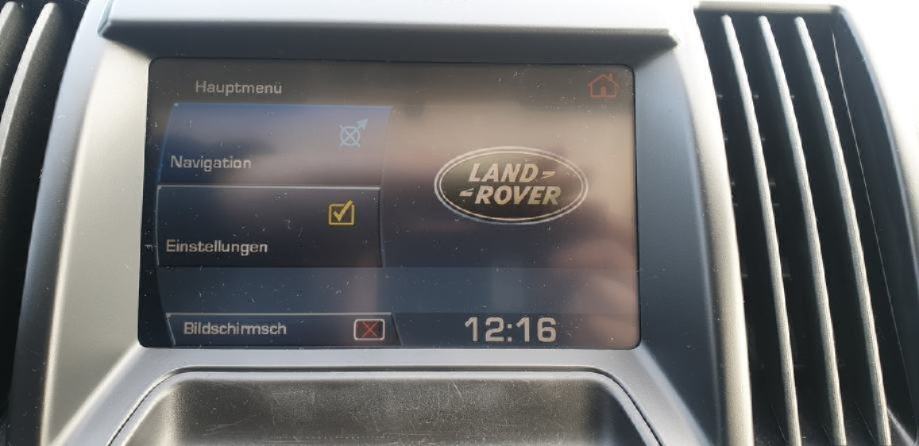 Hauptmenü
Navigation
LAND-
-ROVER
Einstellungen
Bildschirmsch
12:16